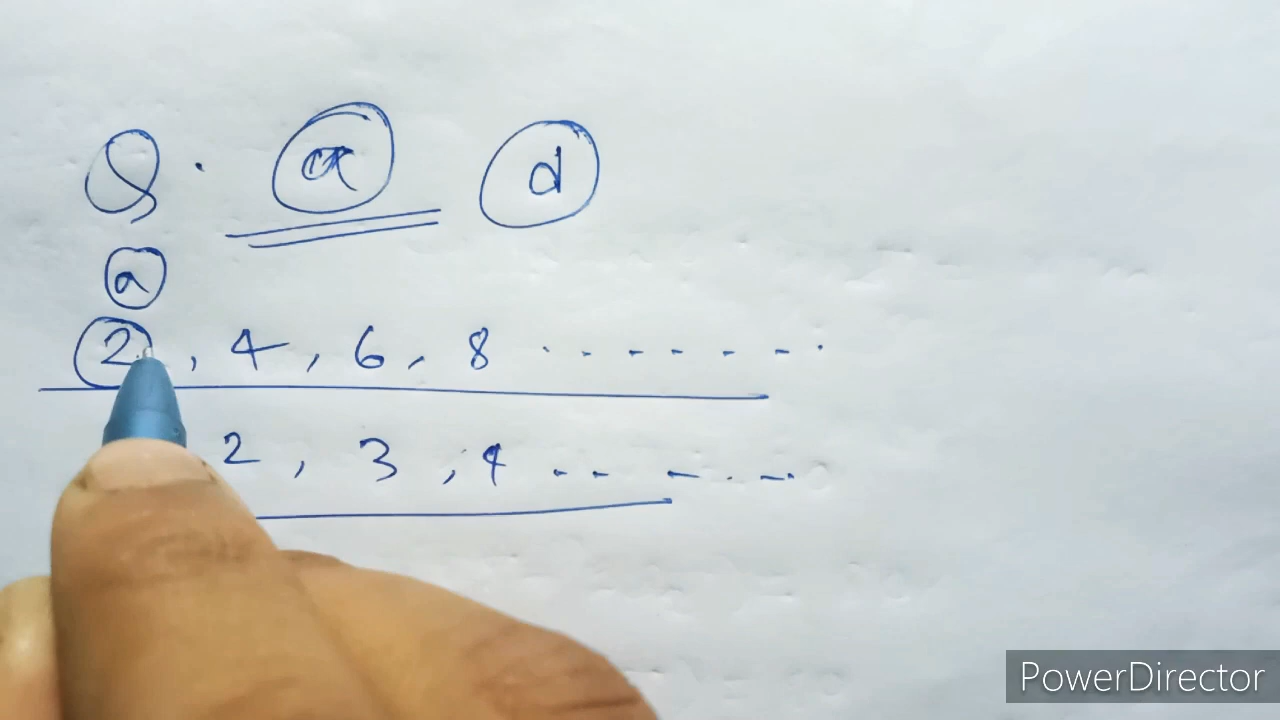 Q. a d
a
2, 4, 6, 8 ........
2, 3, 4 .. - . -.
PowerDirector